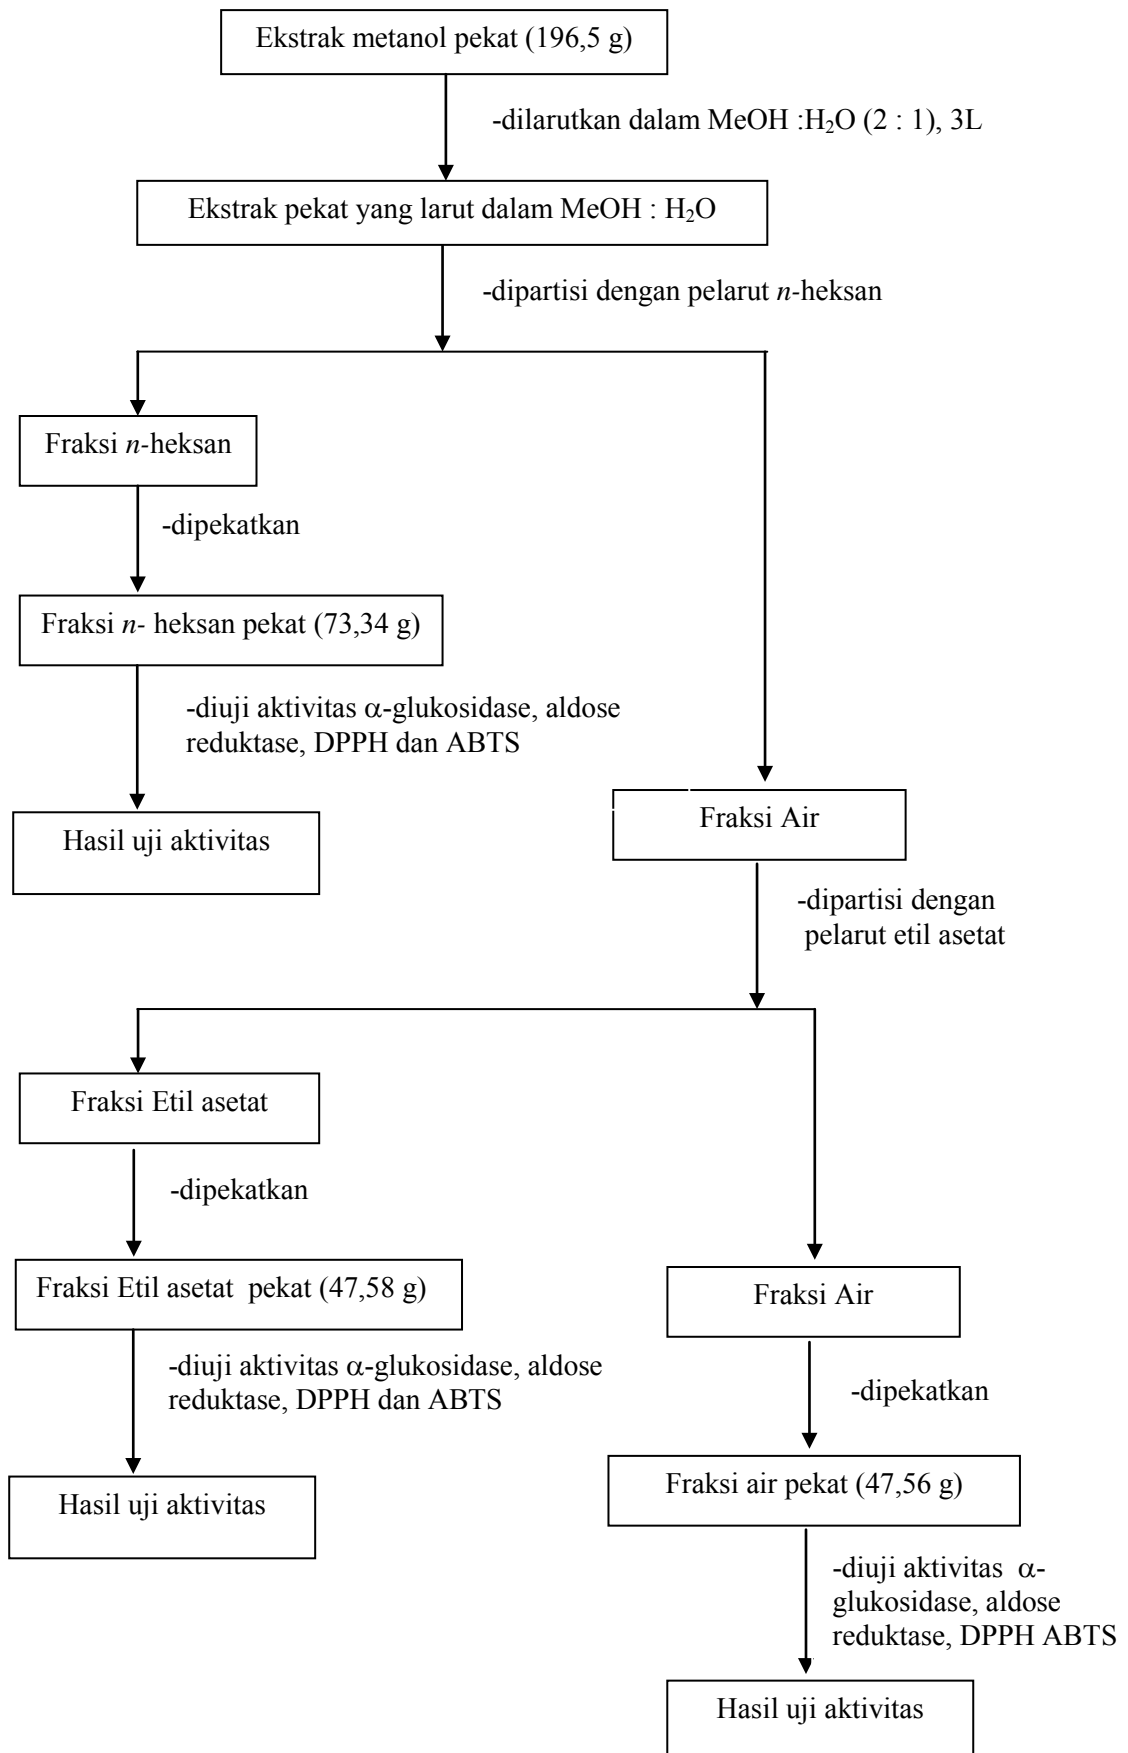 Ekstrak metanol pekat (196,5 g)
-dilarutkan dalam MeOH :H₂O (2 : 1), 3L
Ekstrak pekat yang larut dalam MeOH : H₂O
-dipartisi dengan pelarut n-heksan
Fraksi n-heksan
-dipekatkan
Fraksi n- heksan pekat (73,34 g)
-diuji aktivitas α-glukosidase, aldose
reduktase, DPPH dan ABTS
Hasil uji aktivitas
Fraksi Air
-dipartisi dengan
pelarut etil asetat
Fraksi Etil asetat
-dipekatkan
Fraksi Etil asetat pekat (47,58 g)
-diuji aktivitas α-glukosidase, aldose
reduktase, DPPH dan ABTS
Hasil uji aktivitas
Fraksi Air
-dipekatkan
Fraksi air pekat (47,56 g)
-diuji aktivitas α-
glukosidase, aldose
reduktase, DPPH ABTS
Hasil uji aktivitas